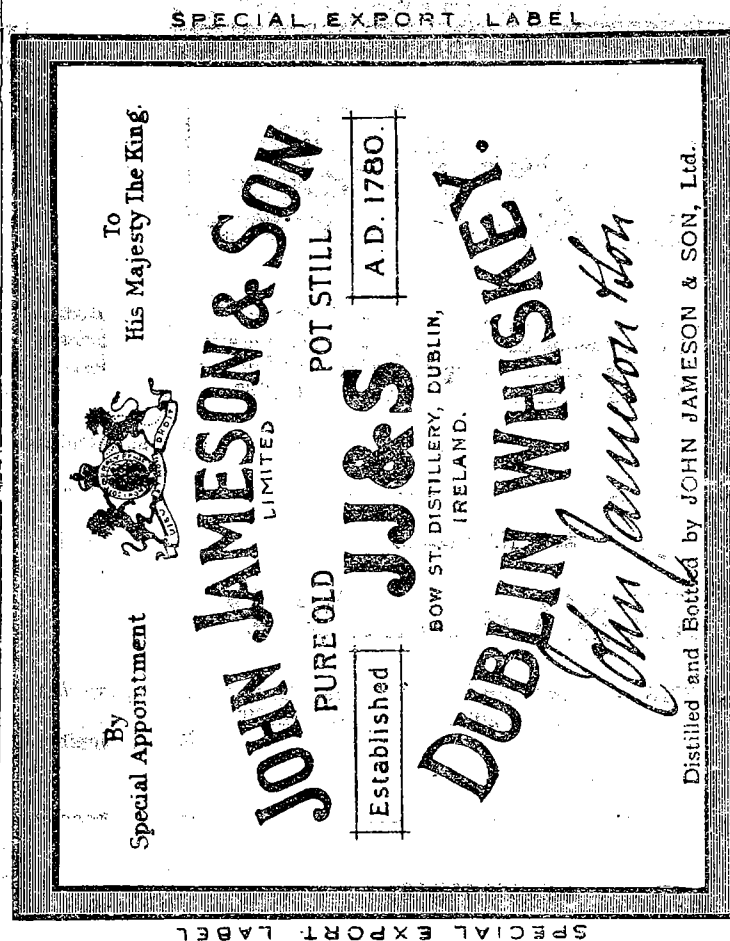 SPECIAL EXPORT LABEL
By
Special Appointment
To
His Majesty The King.
JOHN JAMESON & SON
LIMITED
PURE OLD
POT STILL
Established
JJ&S
A.D. 1780.
BOW ST. DISTILLERY, DUBLIN,
IRELAND.
DUBLIN WHISKEY.
John Jameson & Son
Distilled and Bottled by JOHN JAMESON & SON, Ltd.
SPECIAL EXPORT LABEL